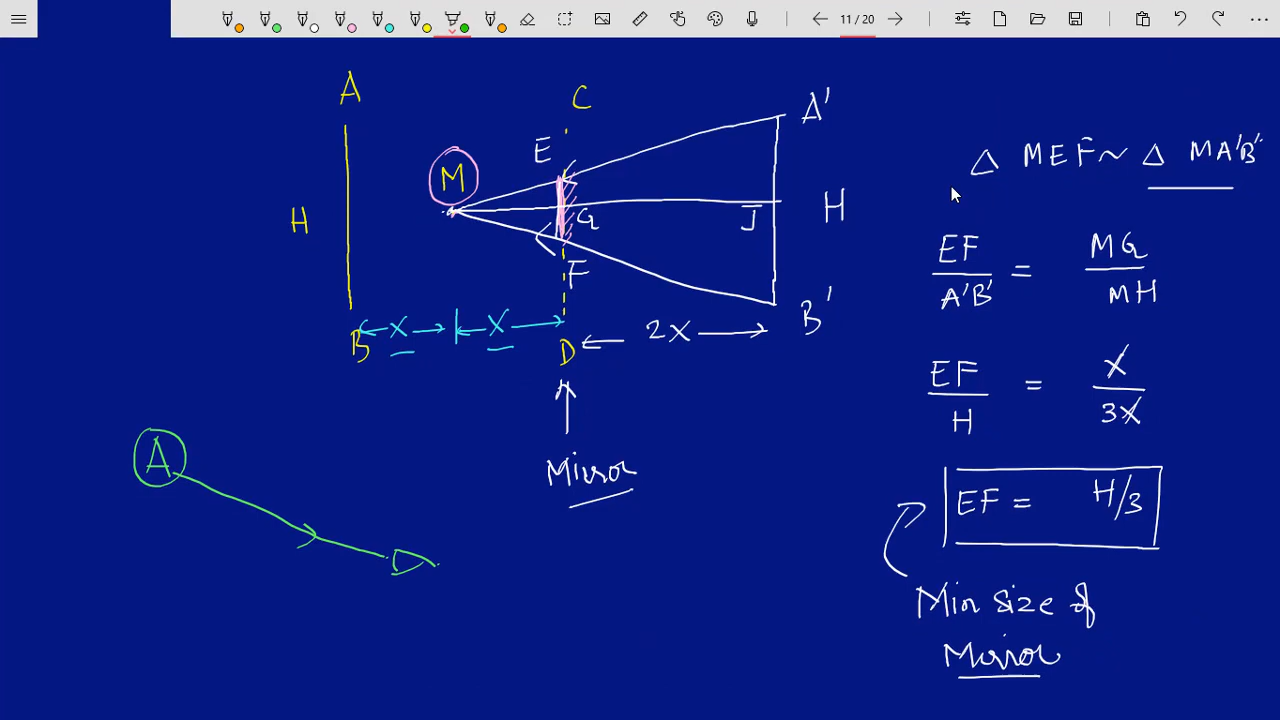 11 / 20
A
C
A'
E
M
Δ MEF ~ Δ MA'B'
H
G
J
H
F
EF / A'B' = MG / MH
B
X
X
D
2X
B'
EF / H = X / 3X
A
Mirror
EF = H/3
Min size of
Mirror